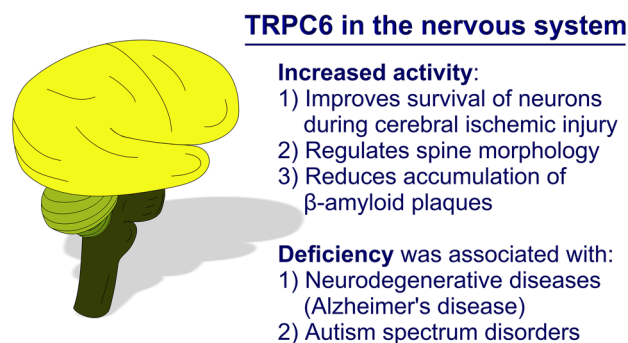 TRPC6 in the nervous system
Increased activity:
1) Improves survival of neurons
during cerebral ischemic injury
2) Regulates spine morphology
3) Reduces accumulation of
β-amyloid plaques
Deficiency was associated with:
1) Neurodegenerative diseases
(Alzheimer's disease)
2) Autism spectrum disorders